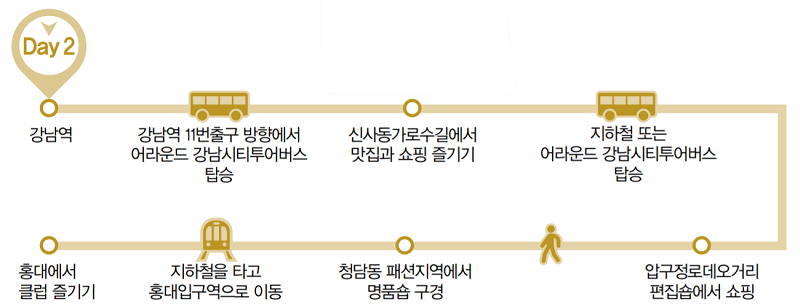 Day 2
강남역
강남역 11번출구 방향에서
어라운드 강남시티투어버스
탑승
신사동가로수길에서
맛집과 쇼핑 즐기기
지하철 또는
어라운드 강남시티투어버스
탑승
압구정로데오거리
편집숍에서 쇼핑
청담동 패션지역에서
명품숍 구경
지하철을 타고
홍대입구역으로 이동
홍대에서
클럽 즐기기